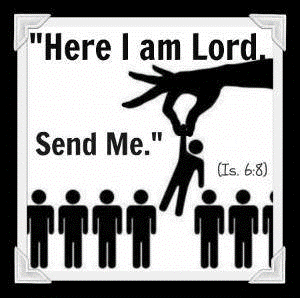 "Here I am Lord.
Send Me."
(Is. 6:8)